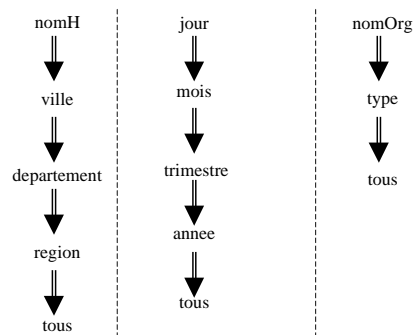 nomH
ville
departement
region
tous
jour
mois
trimestre
annee
tous
nomOrg
type
tous